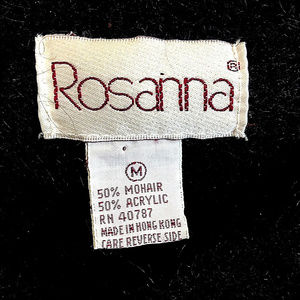 Rosanna®
M
50% MOHAIR
50% ACRYLIC
RN 40787
MADE IN HONG KONG
CARE REVERSE SIDE